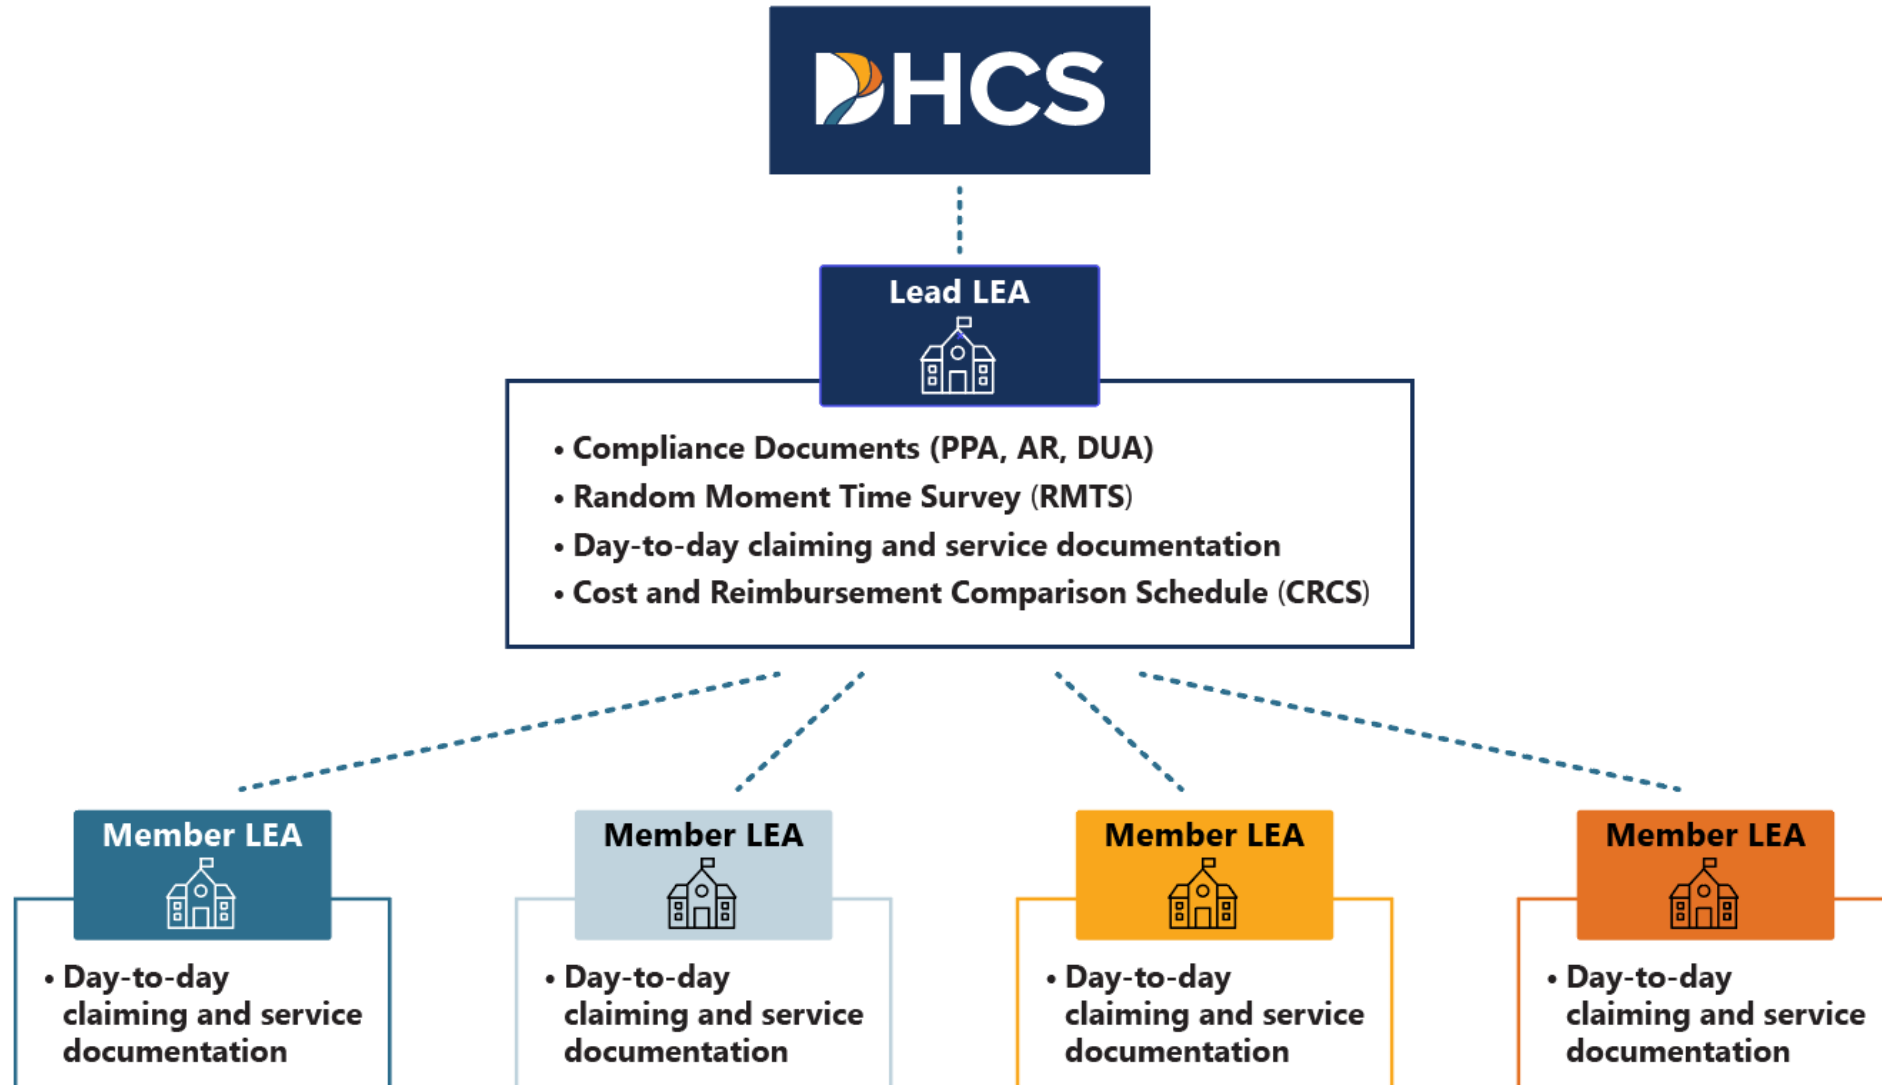 DHCS
Lead LEA
• Compliance Documents (PPA, AR, DUA)
• Random Moment Time Survey (RMTS)
• Day-to-day claiming and service documentation
• Cost and Reimbursement Comparison Schedule (CRCS)
Member LEA
• Day-to-day
claiming and service
documentation
Member LEA
• Day-to-day
claiming and service
documentation
Member LEA
• Day-to-day
claiming and service
documentation
Member LEA
• Day-to-day
claiming and service
documentation